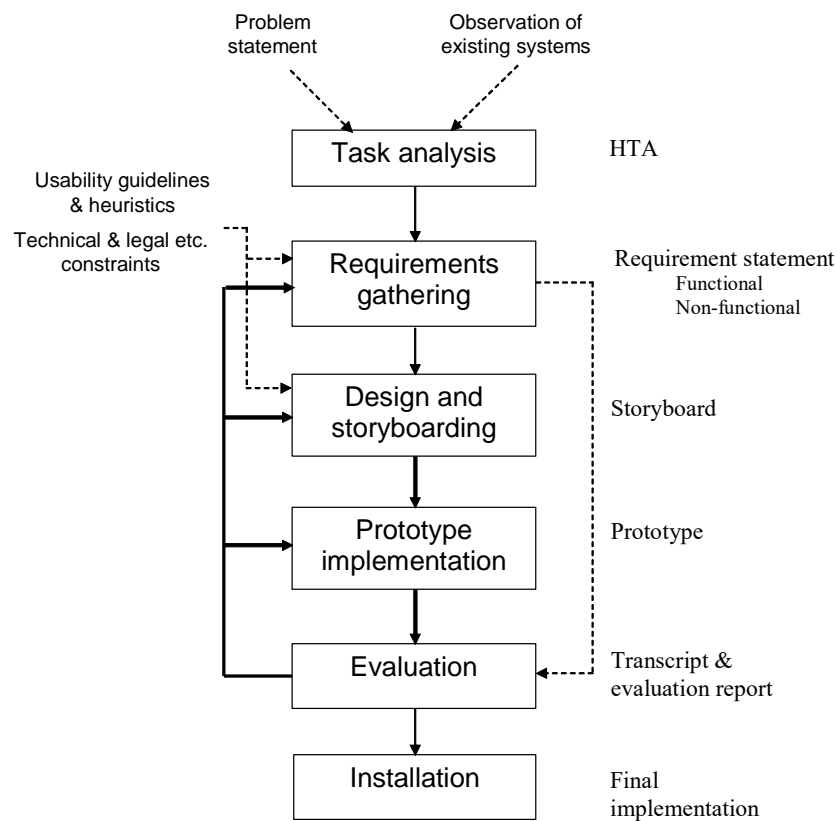 Problem
statement
Observation of
existing systems
Task analysis
HTA
Usability guidelines
& heuristics
Technical & legal etc.
constraints
Requirements
gathering
Requirement statement
Functional
Non-functional
Design and
storyboarding
Storyboard
Prototype
implementation
Prototype
Evaluation
Transcript &
evaluation report
Installation
Final
implementation